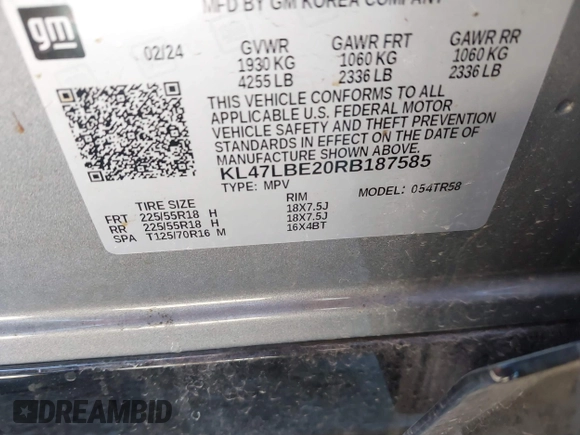 MFD BY GM KOREA COMPANY
gm
02/24 GVWR GAWR FRT GAWR RR
1930 KG 1060 KG 1060 KG
4255 LB 2336 LB 2336 LB
THIS VEHICLE CONFORMS TO ALL
APPLICABLE U.S. FEDERAL MOTOR
VEHICLE SAFETY AND THEFT PREVENTION
STANDARDS IN EFFECT ON THE DATE OF
MANUFACTURE SHOWN ABOVE.
KL47LBE20RB187585
TYPE: MPV MODEL: 054TR58
TIRE SIZE RIM
FRT 225/55R18 H 18X7.5J
RR 225/55R18 H 18X7.5J
SPA T125/70R16 M 16X4BT
DREAMBID